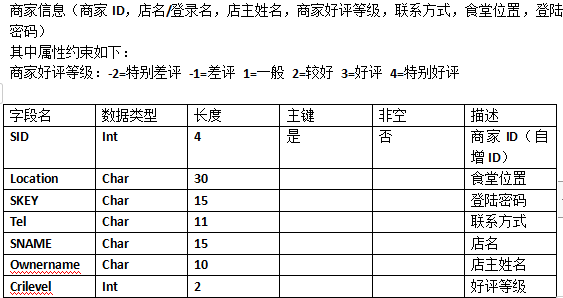 商家信息（商家 ID，店名/登录名，店主姓名，商家好评等级，联系方式，食堂位置，登陆
密码）
其中属性约束如下：
商家好评等级：-2=特别差评 -1=差评 1=一般 2=较好 3=好评 4=特别好评
字段名 数据类型 长度 主键 非空 描述
SID Int 4 是 否 商家 ID（自
增 ID）
Location Char 30 食堂位置
SKEY Char 15 登陆密码
Tel Char 11 联系方式
SNAME Char 15 店名
Ownername Char 10 店主姓名
Crilevel Int 2 好评等级